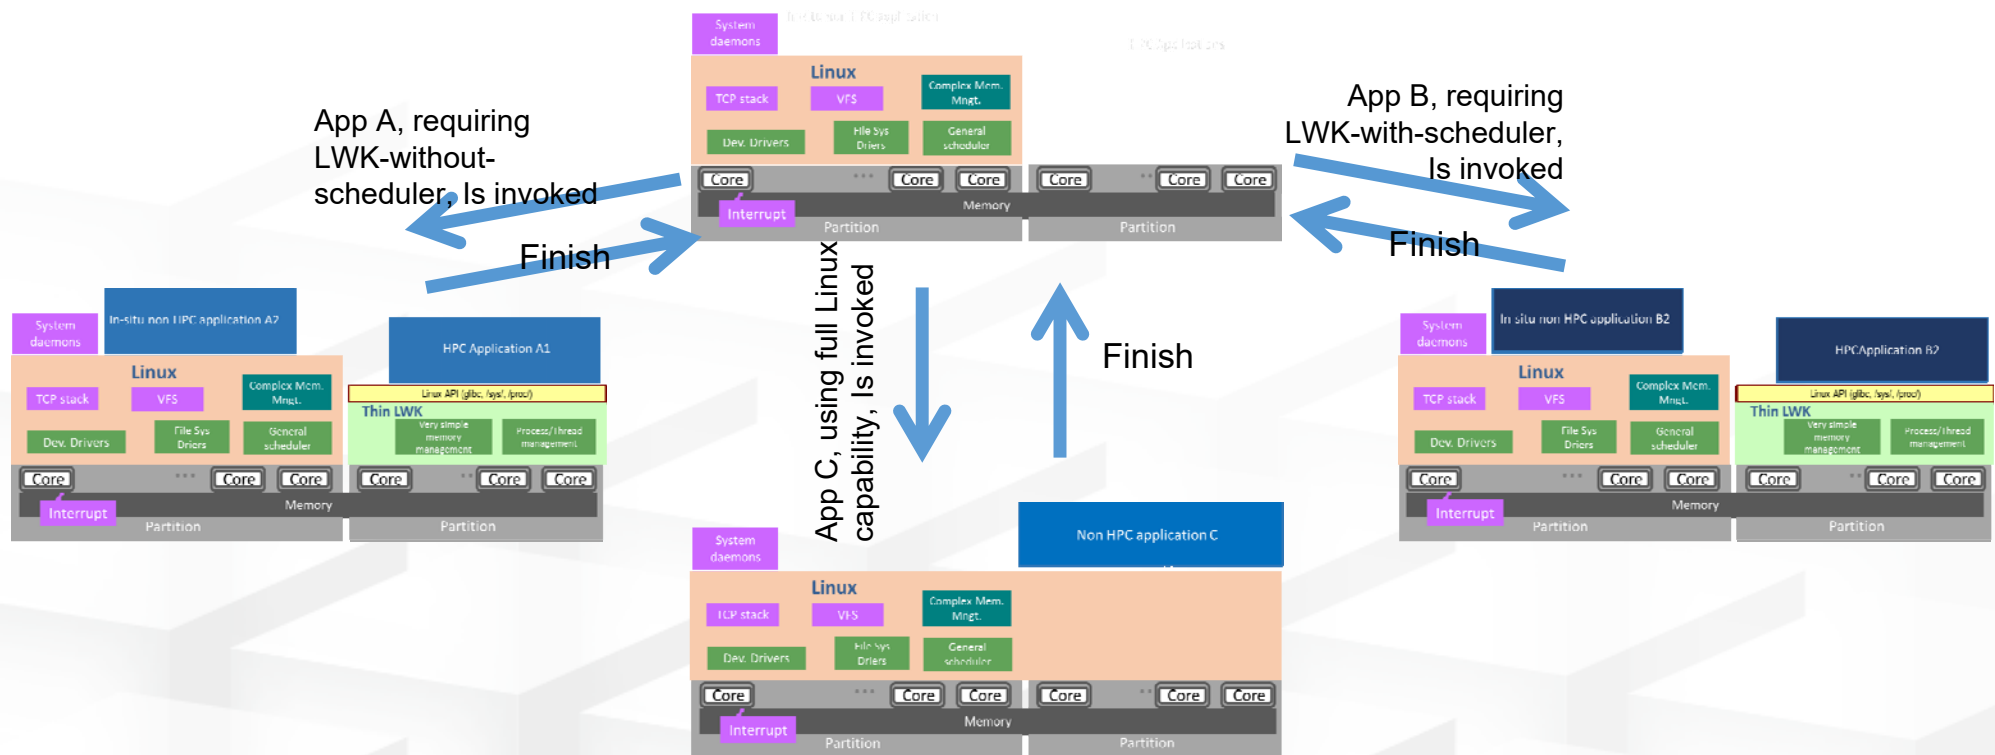 System
daemons
Linux
TCP stack
VFS
Complex Mem.
Mngt.
Dev. Drivers
File Sys
Driers
General
scheduler
Core
Core
Core
Core
Core
Core
Memory
Interrupt
Partition
Partition
App A, requiring
LWK-without-
scheduler, Is invoked
Finish
App B, requiring
LWK-with-scheduler,
Is invoked
Finish
App C, using full Linux
capability, Is invoked
Finish
System
daemons
In-situ non HPC application A2
HPC Application A1
Linux
TCP stack
VFS
Complex Mem.
Mngt.
Dev. Drivers
File Sys
Driers
General
scheduler
Linux API (glibc, /sys/, /proc/)
Thin LWK
Very simple
memory
management
Process/Thread
management
Core
Core
Core
Core
Core
Core
Memory
Interrupt
Partition
Partition
System
daemons
In situ non HPC application B2
HPCApplication B2
Linux
TCP stack
VFS
Complex Mem.
Mngt.
Dev. Drivers
File Sys
Driers
General
scheduler
Linux API (glibc, /sys/, /proc/)
Thin LWK
Very simple
memory
management
Process/Thread
management
Core
Core
Core
Core
Core
Core
Memory
Interrupt
Partition
Partition
System
daemons
Non HPC application C
Linux
TCP stack
VFS
Complex Mem.
Mngt.
Dev. Drivers
File Sys
Driers
General
scheduler
Core
Core
Core
Core
Core
Core
Memory
Interrupt
Partition
Partition